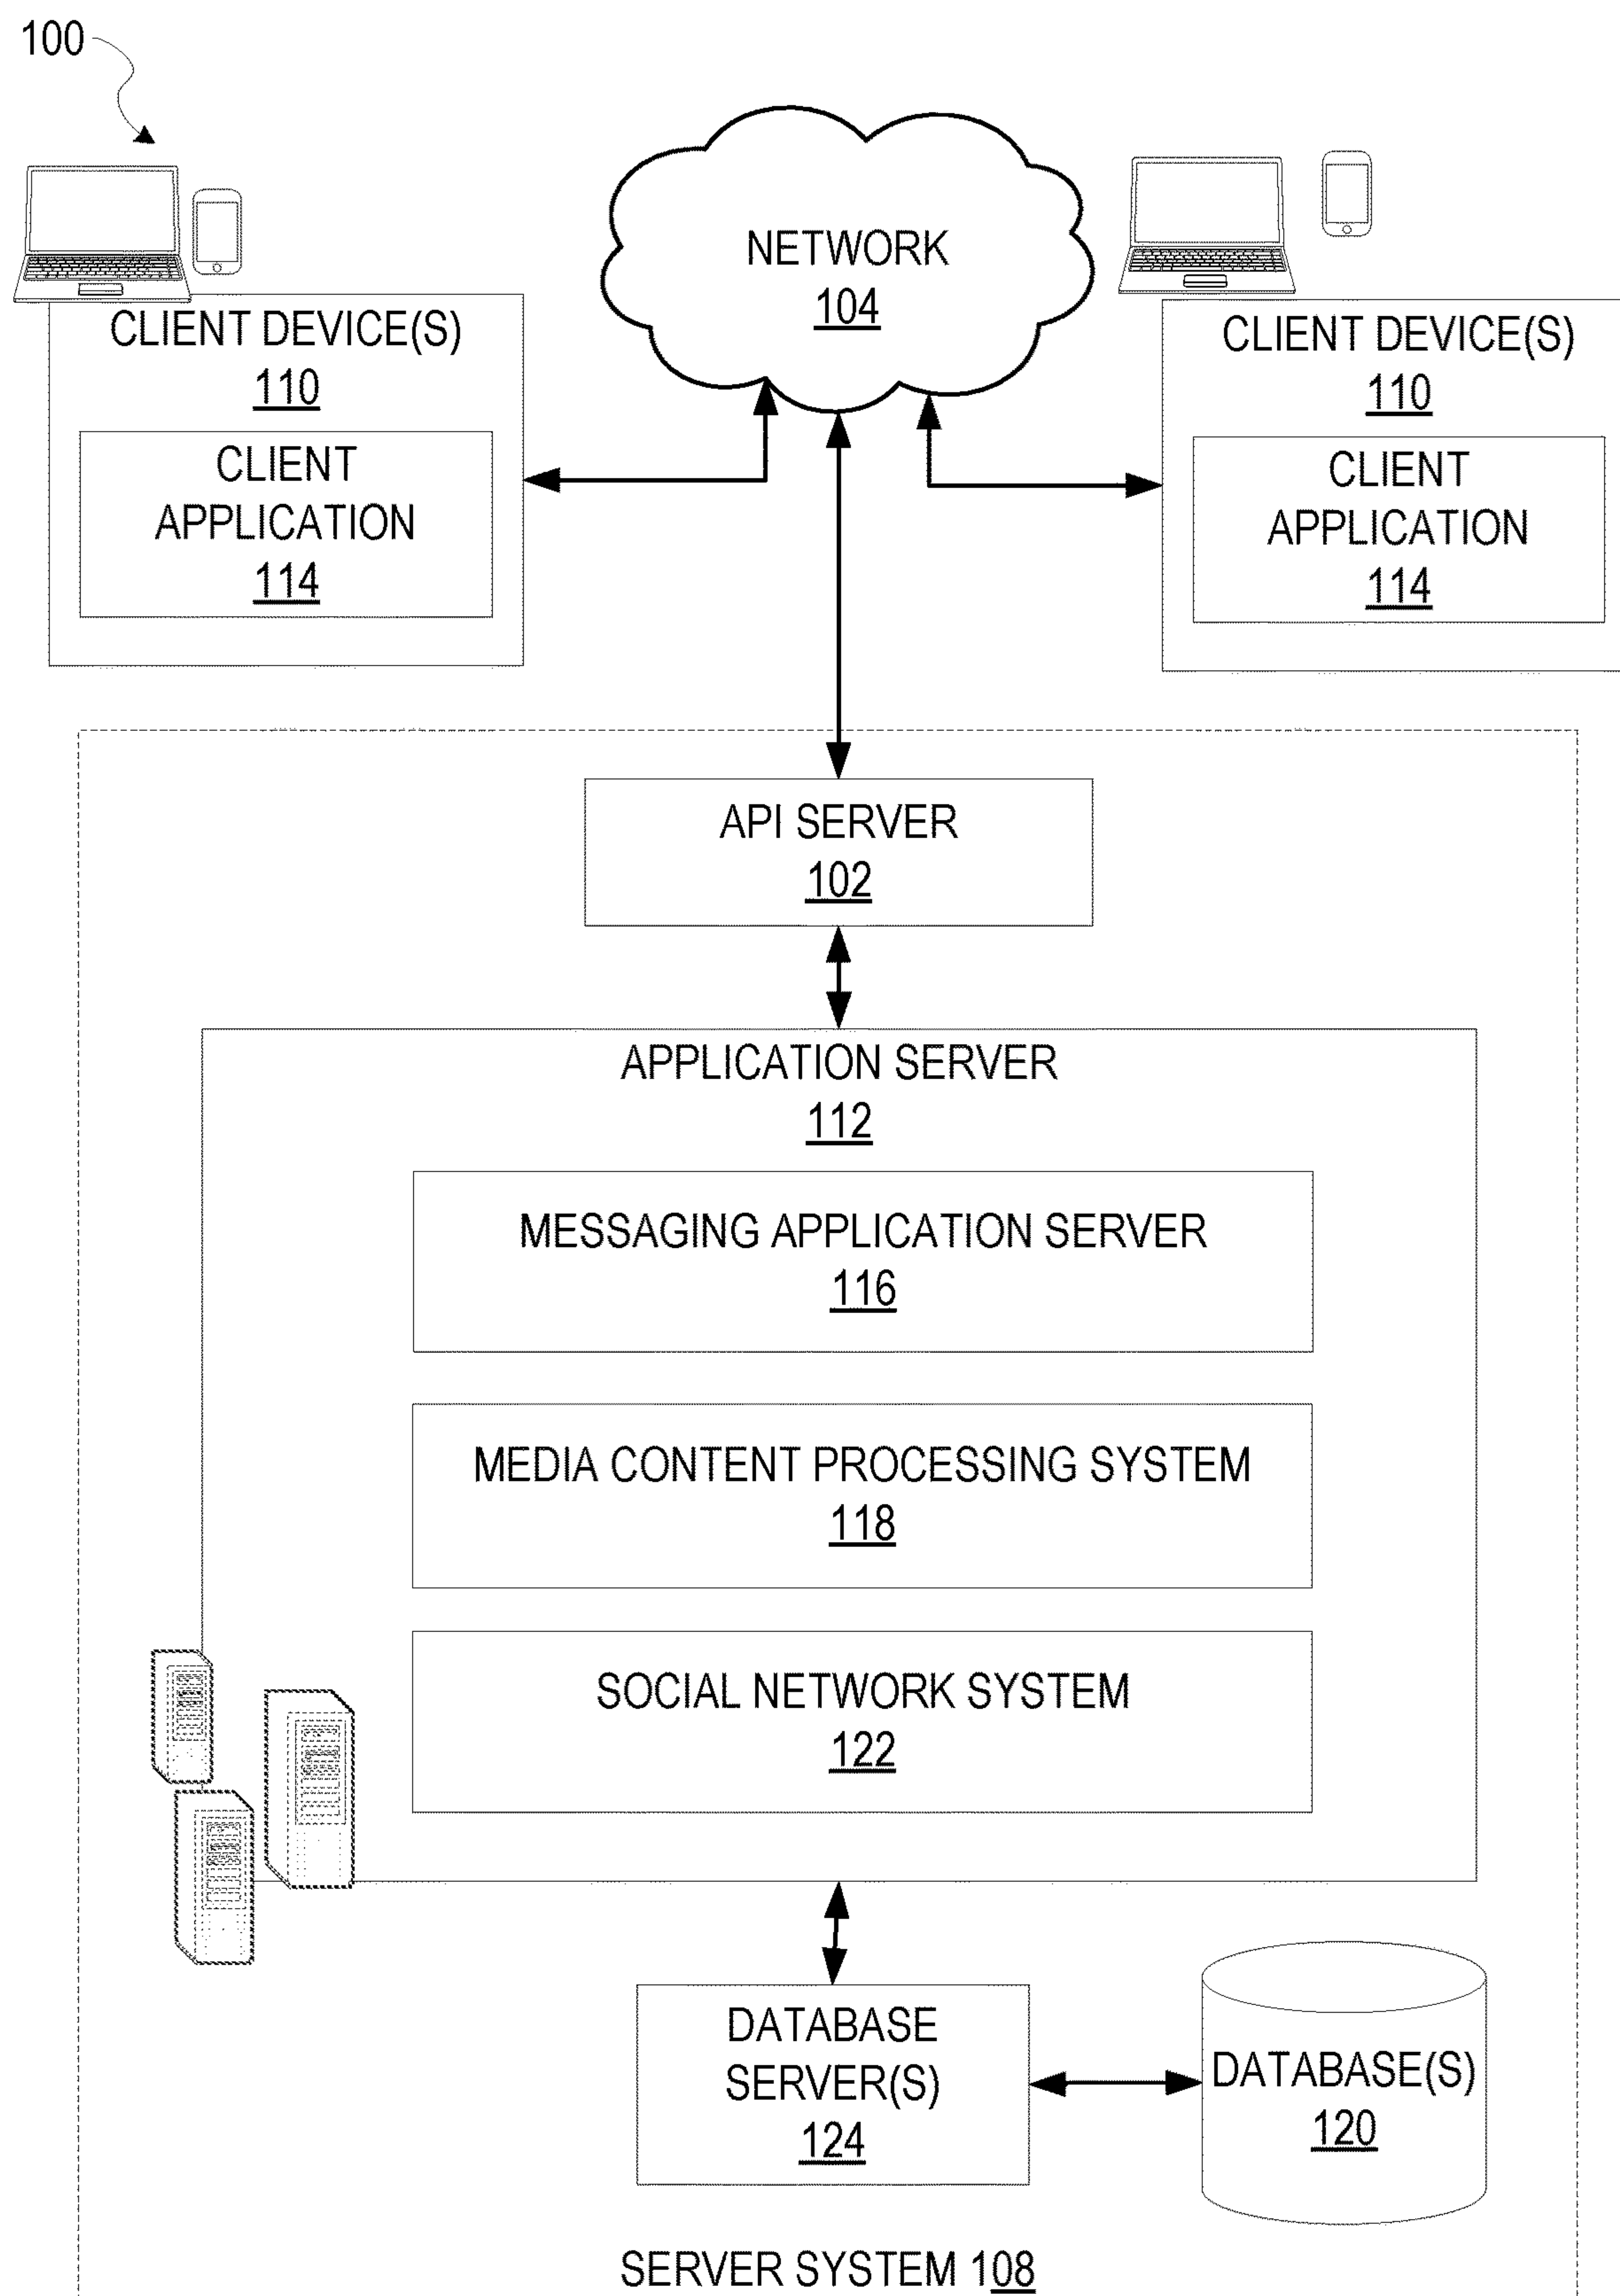 100
NETWORK
104
CLIENT DEVICE(S)
110
CLIENT
APPLICATION
114
CLIENT DEVICE(S)
110
CLIENT
APPLICATION
114
API SERVER
102
APPLICATION SERVER
112
MESSAGING APPLICATION SERVER
116
MEDIA CONTENT PROCESSING SYSTEM
118
SOCIAL NETWORK SYSTEM
122
DATABASE
SERVER(S)
124
DATABASE(S)
120
SERVER SYSTEM 108